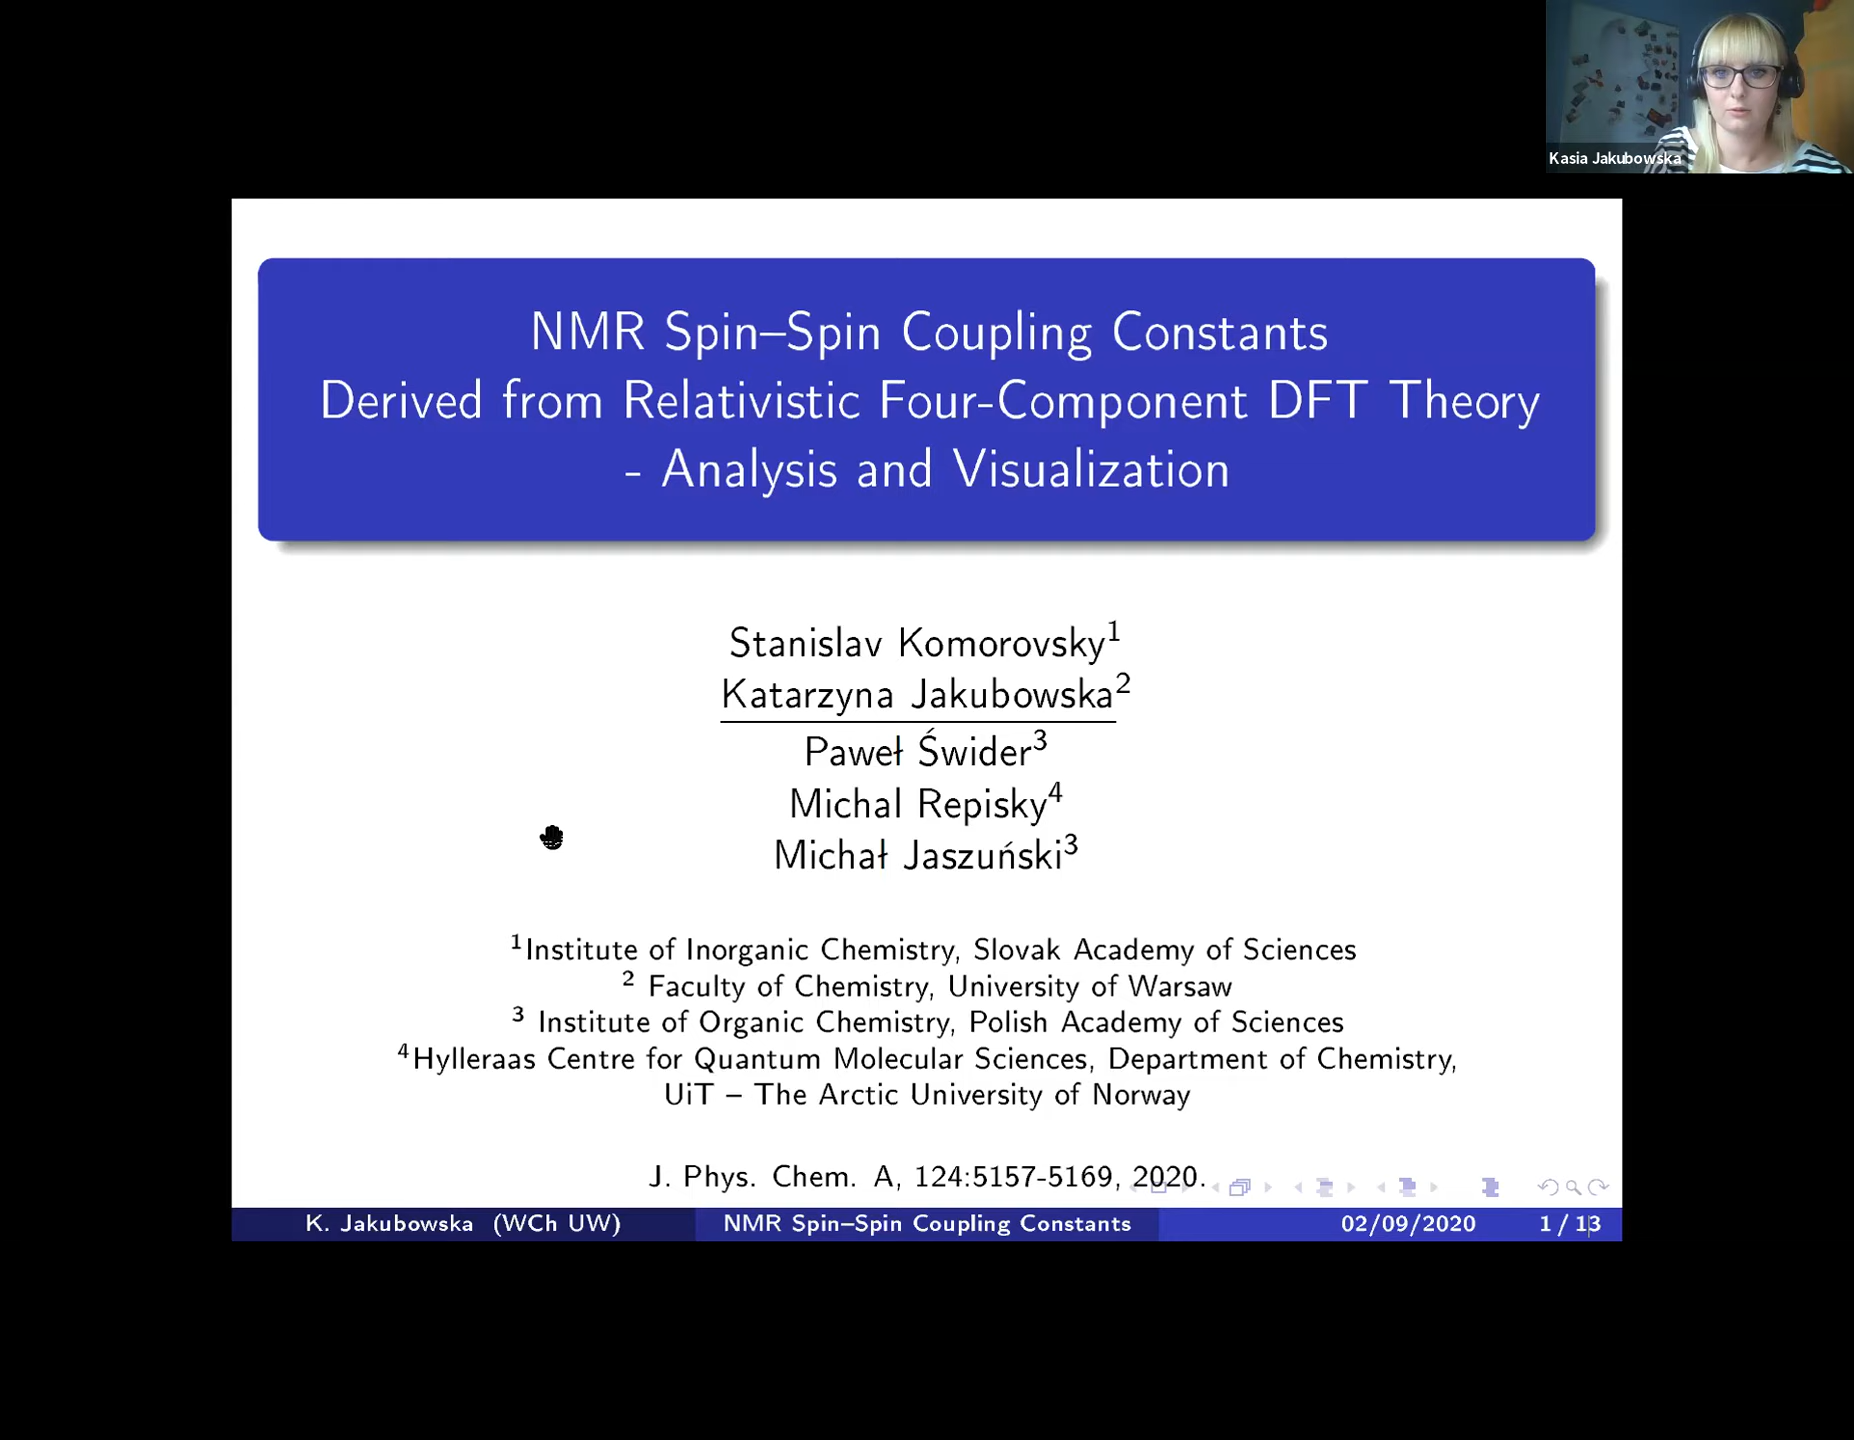 Kasia Jakubowska
NMR Spin–Spin Coupling Constants
Derived from Relativistic Four-Component DFT Theory
- Analysis and Visualization
Stanislav Komorovsky¹
Katarzyna Jakubowska²
Paweł Świder³
Michal Repisky⁴
Michał Jaszuński³
¹Institute of Inorganic Chemistry, Slovak Academy of Sciences
² Faculty of Chemistry, University of Warsaw
³ Institute of Organic Chemistry, Polish Academy of Sciences
⁴Hylleraas Centre for Quantum Molecular Sciences, Department of Chemistry,
UiT – The Arctic University of Norway
J. Phys. Chem. A, 124:5157-5169, 2020.
K. Jakubowska (WCh UW) NMR Spin–Spin Coupling Constants 02/09/2020 1 / 13